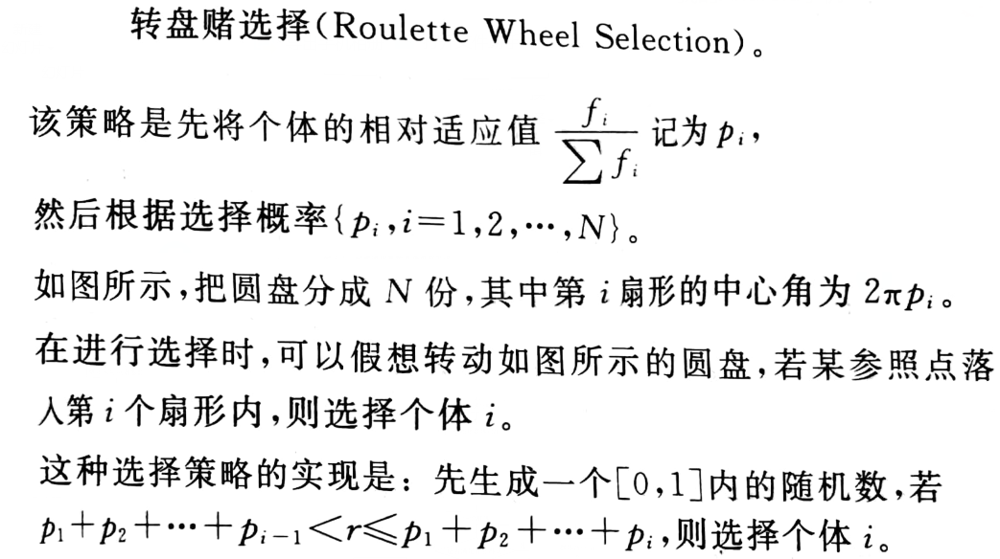 转盘赌选择(Roulette Wheel Selection)。
该策略是先将个体的相对适应值 $\frac{f_i}{\sum f_i}$ 记为 $p_i$,
然后根据选择概率{$p_i$,i=1,2,…,N}。
如图所示,把圆盘分成 N 份,其中第 i 扇形的中心角为 2π$p_i$。
在进行选择时,可以假想转动如图所示的圆盘,若某参照点落
入第 i 个扇形内,则选择个体 i。
这种选择策略的实现是：先生成一个[0,1]内的随机数,若
$p_1+p_2+…+p_{i-1}<r≤p_1+p_2+…+p_i$,则选择个体 i。